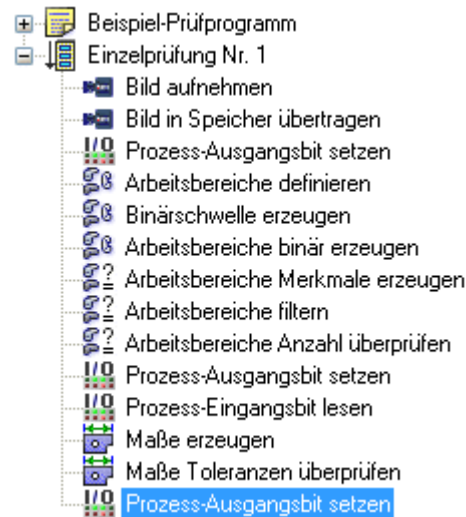 Beispiel-Prüfprogramm
Einzelprüfung Nr. 1
Bild aufnehmen
Bild in Speicher übertragen
I/O Prozess-Ausgangsbit setzen
Arbeitsbereiche definieren
Binärschwelle erzeugen
Arbeitsbereiche binär erzeugen
Arbeitsbereiche Merkmale erzeugen
Arbeitsbereiche filtern
Arbeitsbereiche Anzahl überprüfen
I/O Prozess-Ausgangsbit setzen
I/O Prozess-Eingangsbit lesen
Maße erzeugen
Maße Toleranzen überprüfen
I/O Prozess-Ausgangsbit setzen